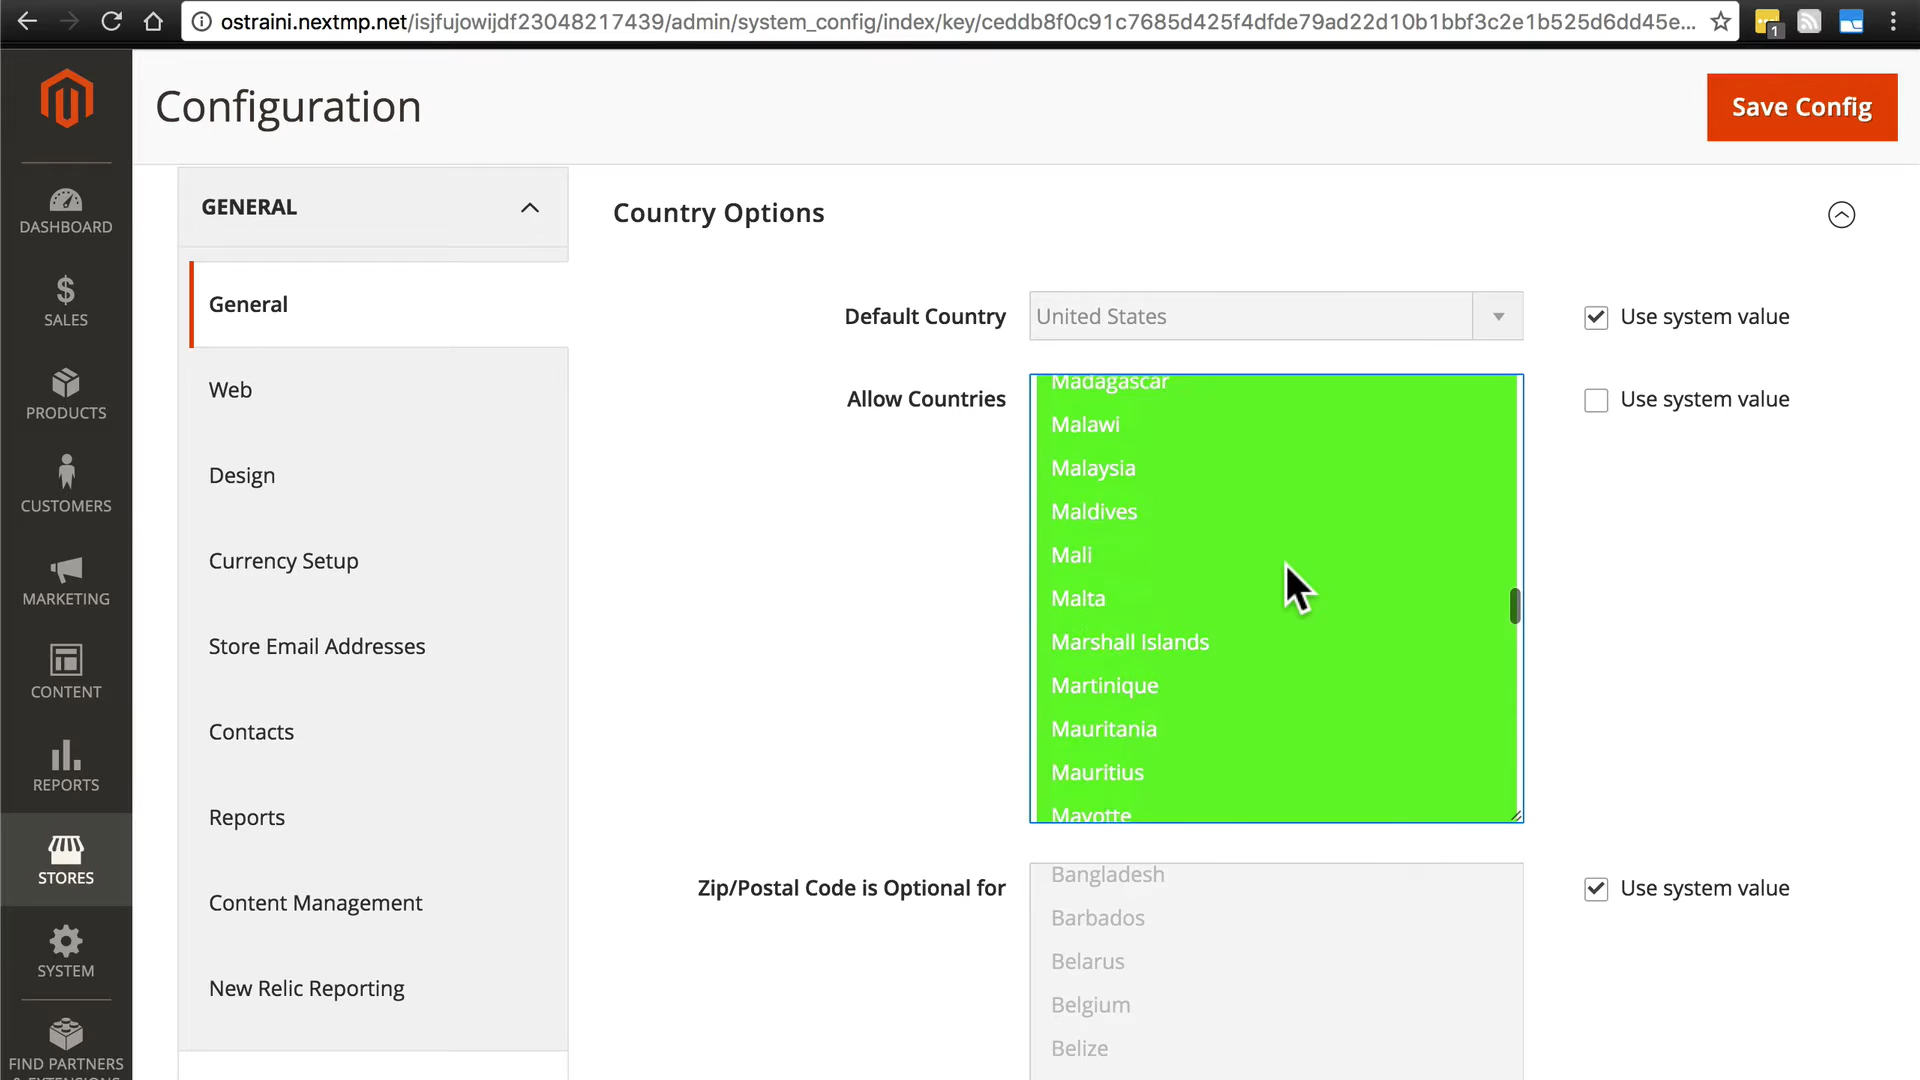 ostraini.nextmp.net/isjfujowijdf23048217439/admin/system_config/index/key/ceddb8f0c91c7685d425f4dfde79ad22d10b1bbf3c2e1b525d6dd45e...
1
Configuration
Save Config
DASHBOARD
SALES
PRODUCTS
CUSTOMERS
MARKETING
CONTENT
REPORTS
STORES
SYSTEM
FIND PARTNERS
& EXTENSIONS
GENERAL
General
Web
Design
Currency Setup
Store Email Addresses
Contacts
Reports
Content Management
New Relic Reporting
Country Options
Default Country
United States
Use system value
Allow Countries
Madagascar
Malawi
Malaysia
Maldives
Mali
Malta
Marshall Islands
Martinique
Mauritania
Mauritius
Mayotte
Use system value
Zip/Postal Code is Optional for
Bangladesh
Barbados
Belarus
Belgium
Belize
Use system value